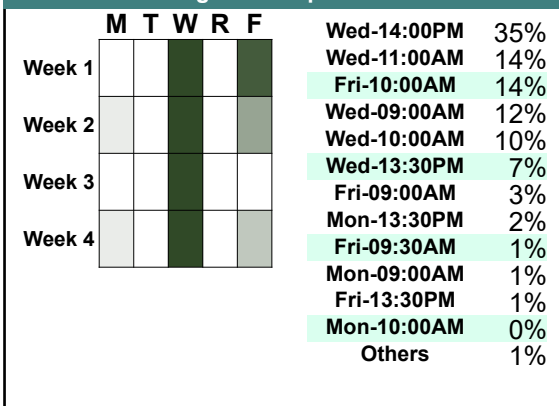 M T W R F
Week 1
Week 2
Week 3
Week 4
Wed-14:00PM 35%
Wed-11:00AM 14%
Fri-10:00AM 14%
Wed-09:00AM 12%
Wed-10:00AM 10%
Wed-13:30PM 7%
Fri-09:00AM 3%
Mon-13:30PM 2%
Fri-09:30AM 1%
Mon-09:00AM 1%
Fri-13:30PM 1%
Mon-10:00AM 0%
Others 1%